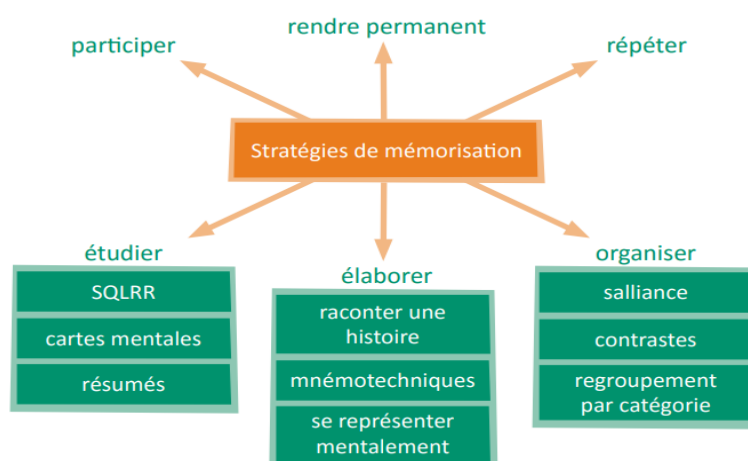 rendre permanent
participer
répéter
Stratégies de mémorisation
étudier
SQLRR
cartes mentales
résumés
élaborer
raconter une
histoire
mnémotechniques
se représenter
mentalement
organiser
salliance
contrastes
regroupement
par catégorie